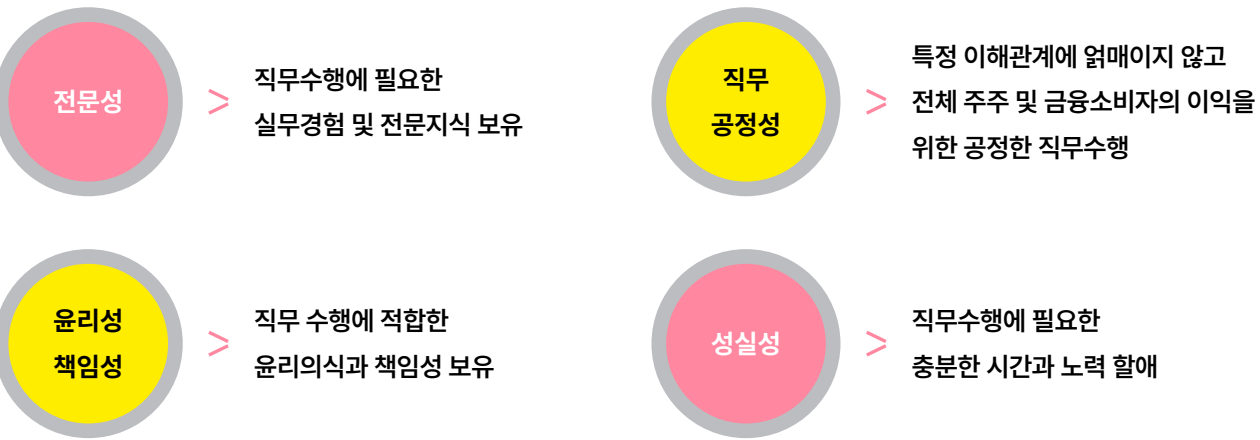 전문성
>
직무수행에 필요한
실무경험 및 전문지식 보유
직무
공정성
>
특정 이해관계에 얽매이지 않고
전체 주주 및 금융소비자의 이익을
위한 공정한 직무수행
윤리성
책임성
>
직무 수행에 적합한
윤리의식과 책임성 보유
성실성
>
직무수행에 필요한
충분한 시간과 노력 할애